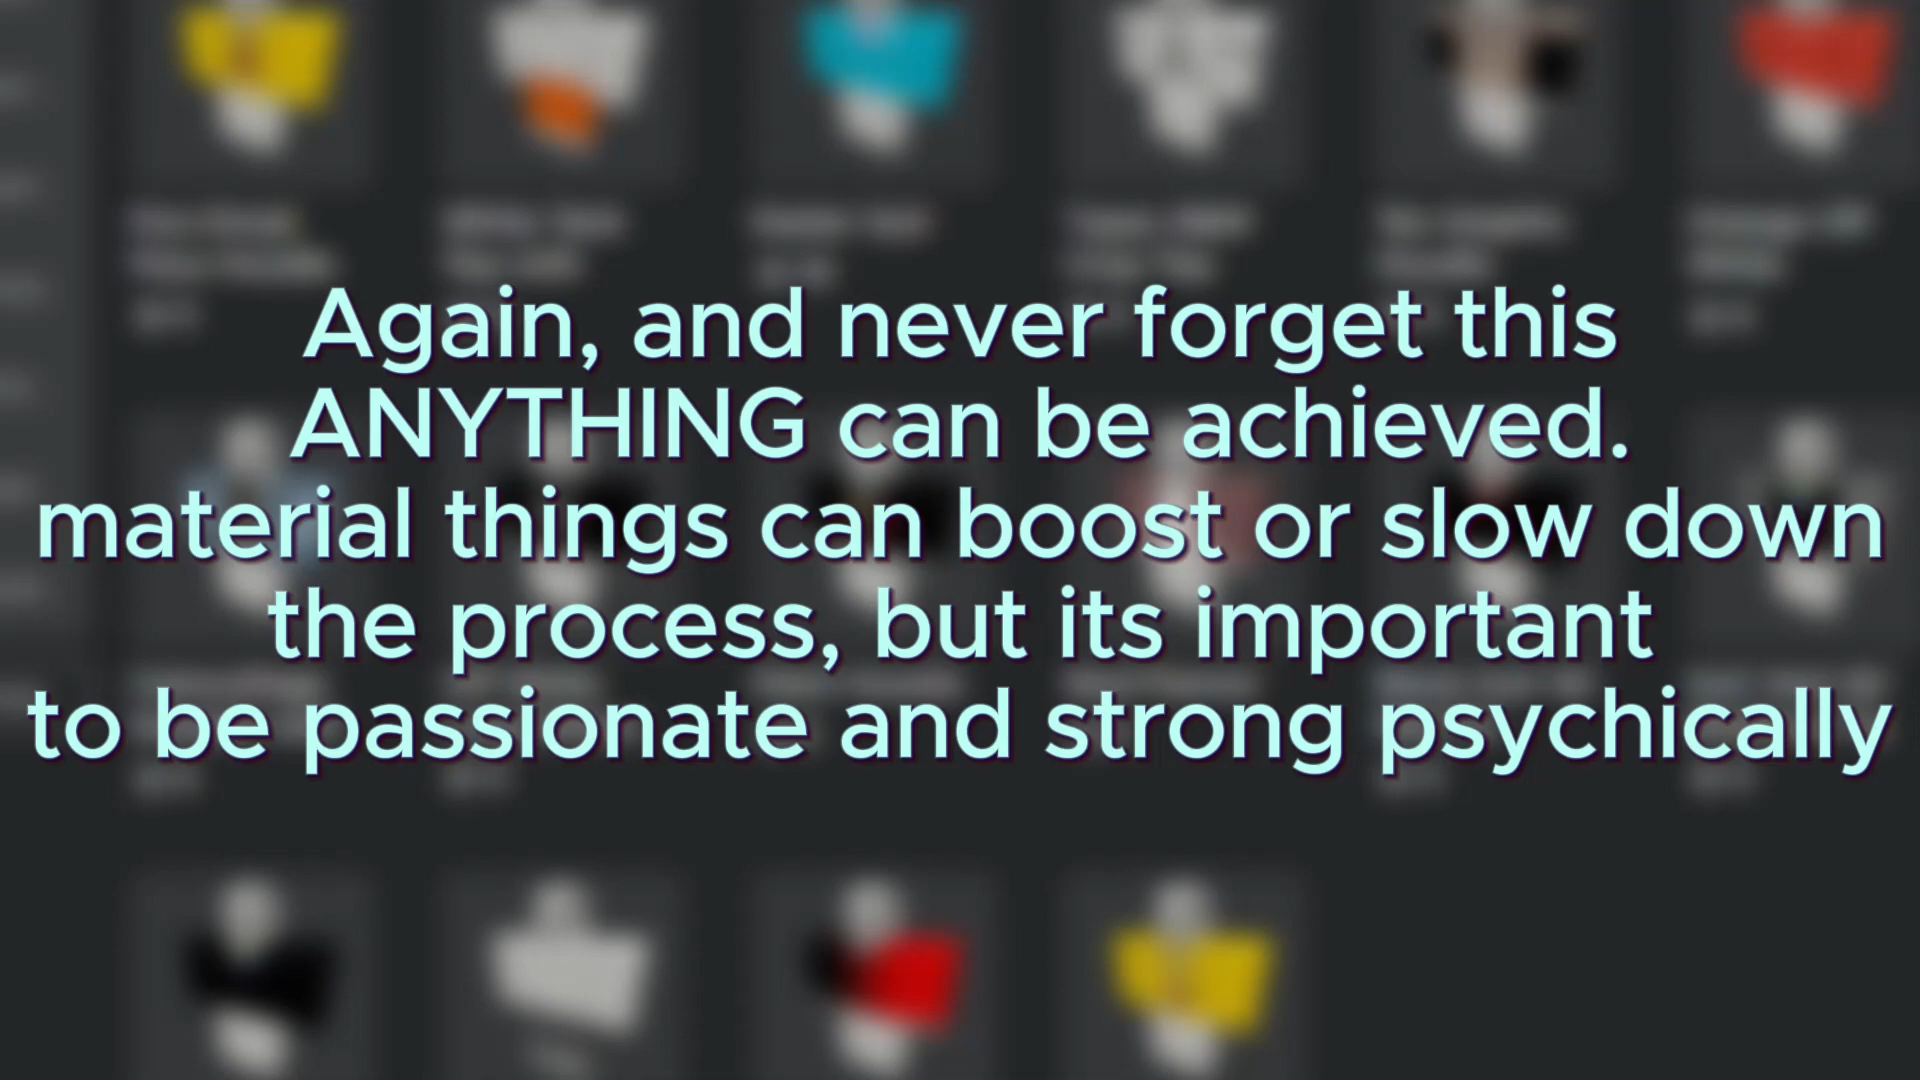 Again, and never forget this
ANYTHING can be achieved.
material things can boost or slow down
the process, but its important
to be passionate and strong psychically